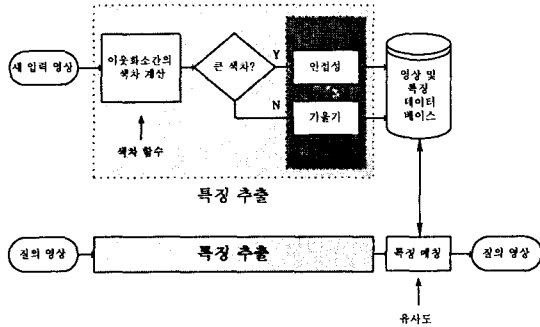 새 입력 영상
이웃화소간의
색차 계산
큰 색차?
Y
N
인접성
기울기
영상 및
특징
데이터
베이스
색차 함수
특징 추출
질의 영상
특징 추출
특징 매칭
질의 영상
유사도